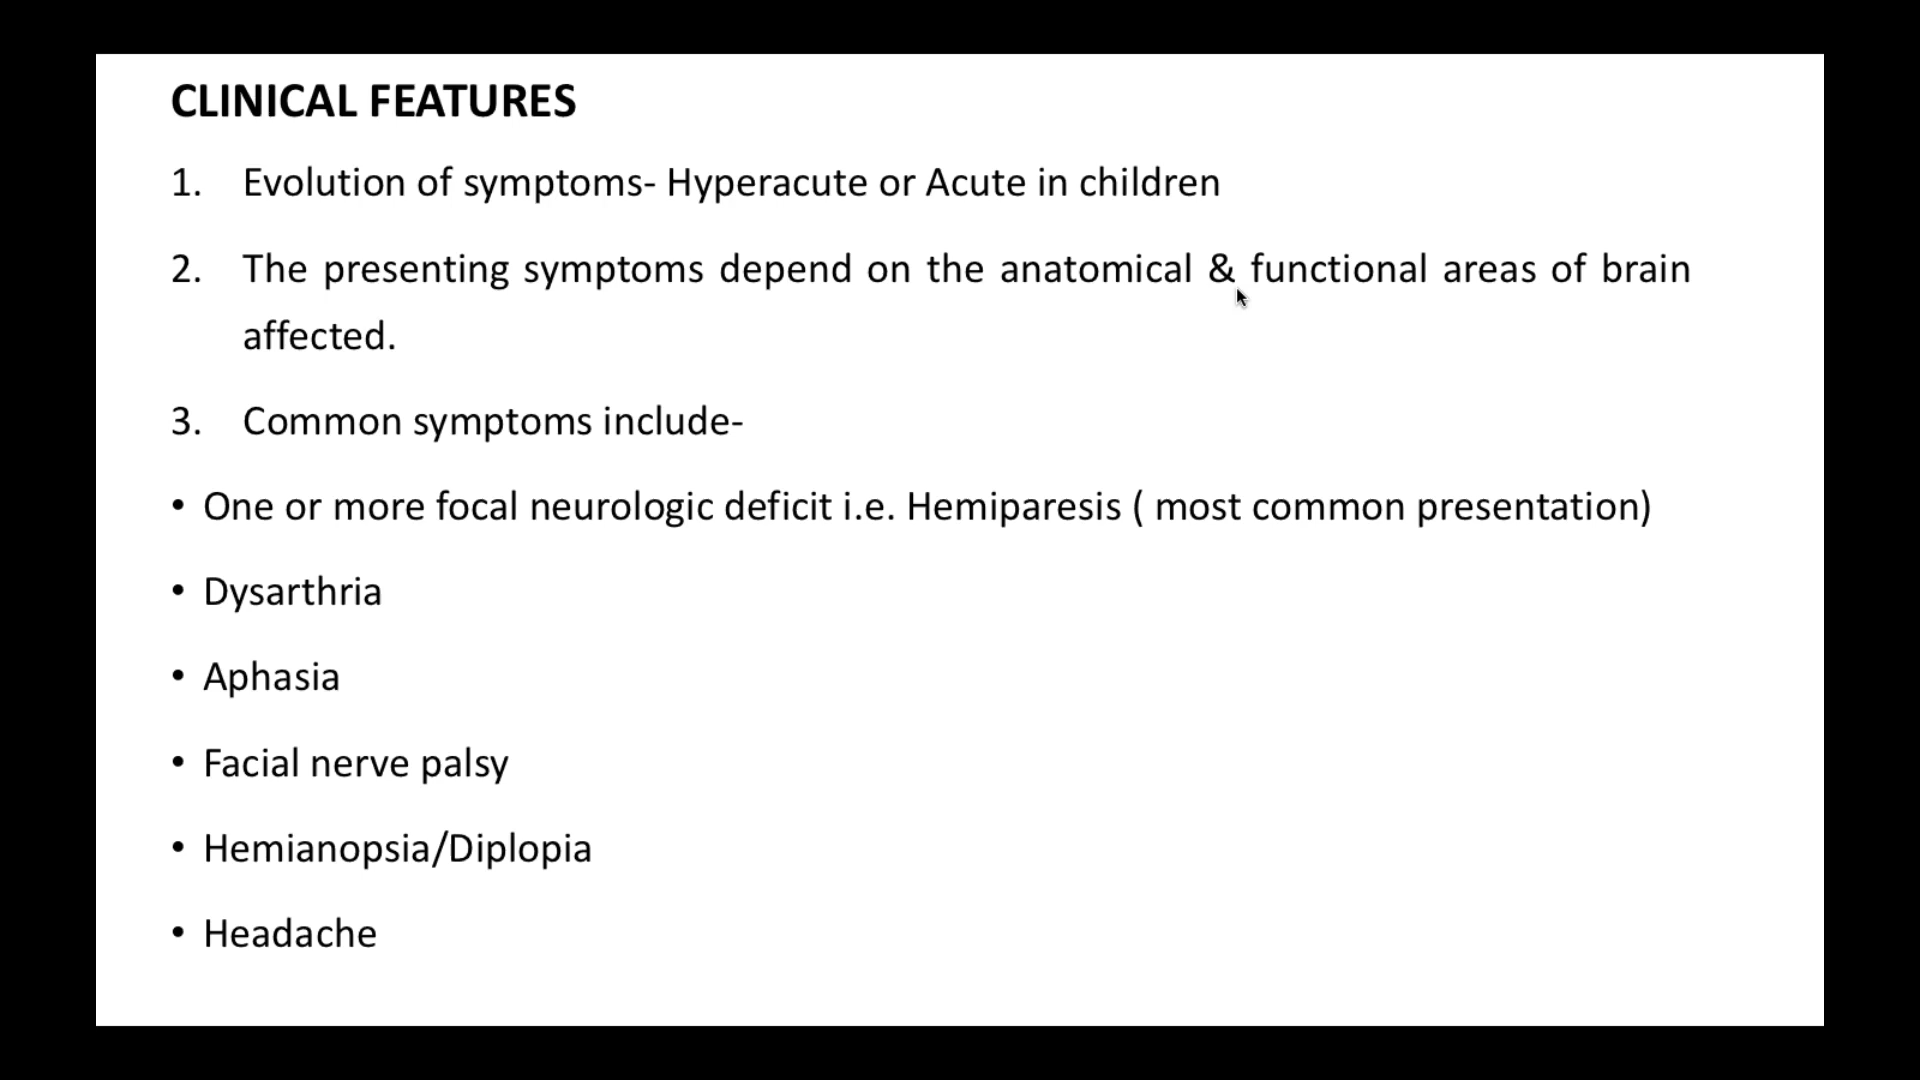 CLINICAL FEATURES
1. Evolution of symptoms- Hyperacute or Acute in children
2. The presenting symptoms depend on the anatomical & functional areas of brain
affected.
3. Common symptoms include-
• One or more focal neurologic deficit i.e. Hemiparesis ( most common presentation)
• Dysarthria
• Aphasia
• Facial nerve palsy
• Hemianopsia/Diplopia
• Headache